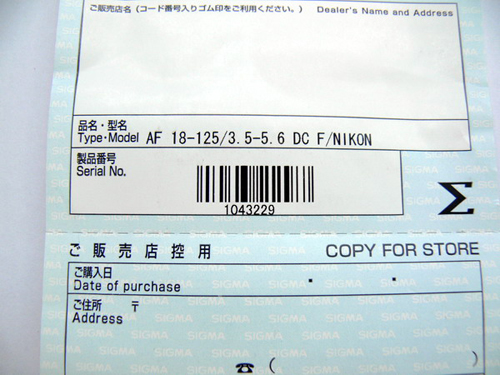 ご販売店名（コード番号入りゴム印をご利用ください。） Dealer's Name and Address
品名・型名
Type・Model AF 18-125/3.5-5.6 DC F/NIKON
製品番号
Serial No.
1043229
Σ
ご販売店控用 COPY FOR STORE
ご購入日
Date of purchase ・ ・
ご住所 〒
Address
☎ (
SIGMA